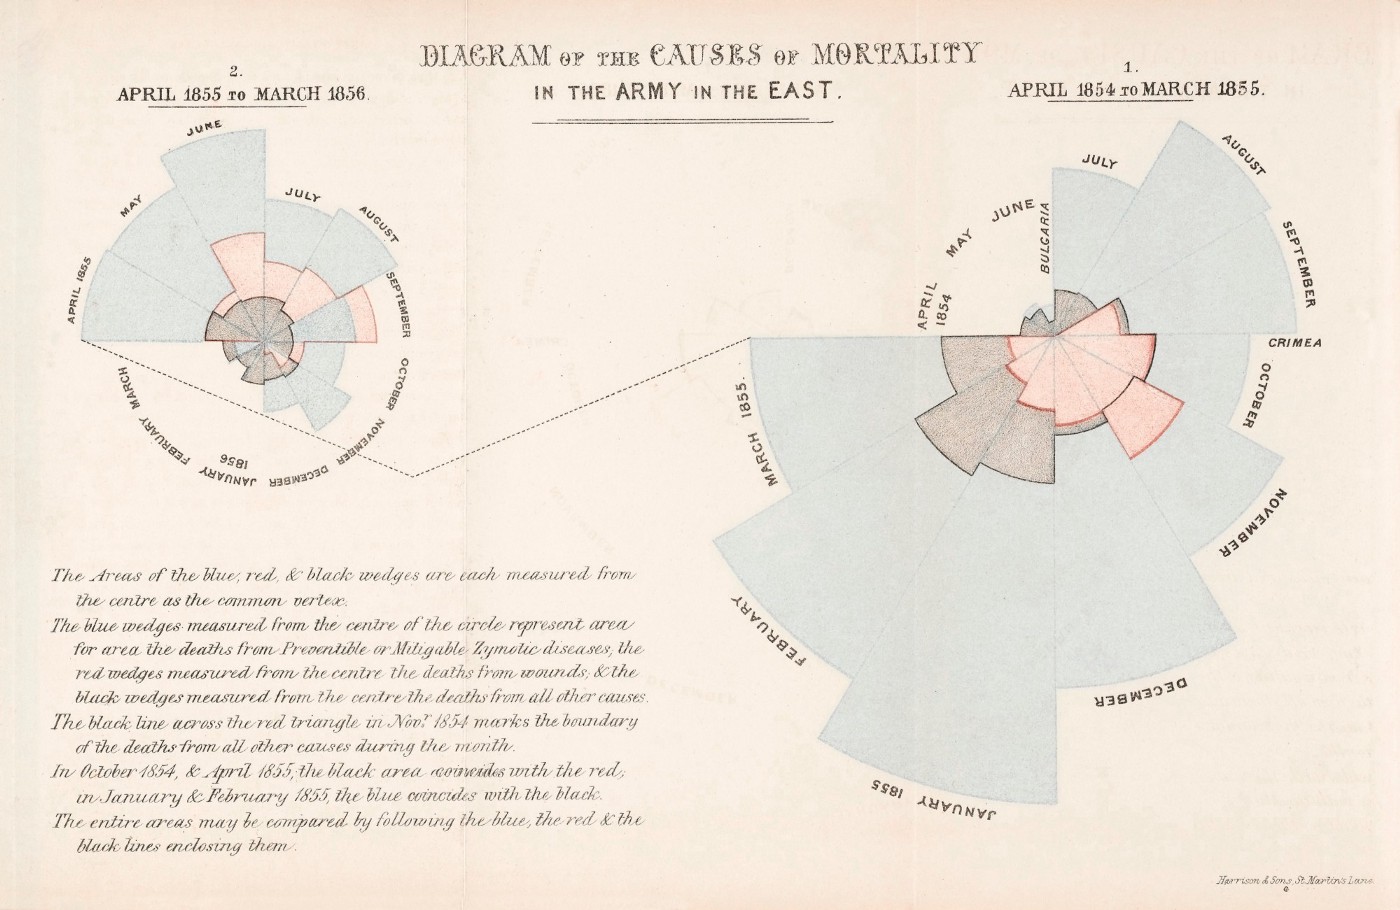 DIAGRAM OF THE CAUSES OF MORTALITY
IN THE ARMY IN THE EAST.
2.
APRIL 1855 TO MARCH 1856.
1.
APRIL 1854 TO MARCH 1855.
JUNE
JULY
AUGUST
SEPTEMBER
OCTOBER
NOVEMBER
DECEMBER
JANUARY
1856
FEBRUARY
MARCH
APRIL 1855
MAY
APRIL
1854
MAY
JUNE
BULGARIA
JULY
AUGUST
SEPTEMBER
CRIMEA
OCTOBER
NOVEMBER
DECEMBER
JANUARY 1855
FEBRUARY
MARCH 1855.
The Areas of the blue, red, & black wedges are each measured from
the centre as the common vertex.
The blue wedges measured from the centre of the circle represent area
for area the deaths from Preventible or Mitigable Zymotic diseases, the
red wedges measured from the centre the deaths from wounds; & the
black wedges measured from the centre the deaths from all other causes.
The black line across the red triangle in Novr. 1854 marks the boundary
of the deaths from all other causes during the month.
In October 1854, & April 1855, the black area coincides with the red;
in January & February 1855, the blue coincides with the black.
The entire areas may be compared by following the blue, the red & the
black lines enclosing them.
Harrison & Sons, St. Martins Lane